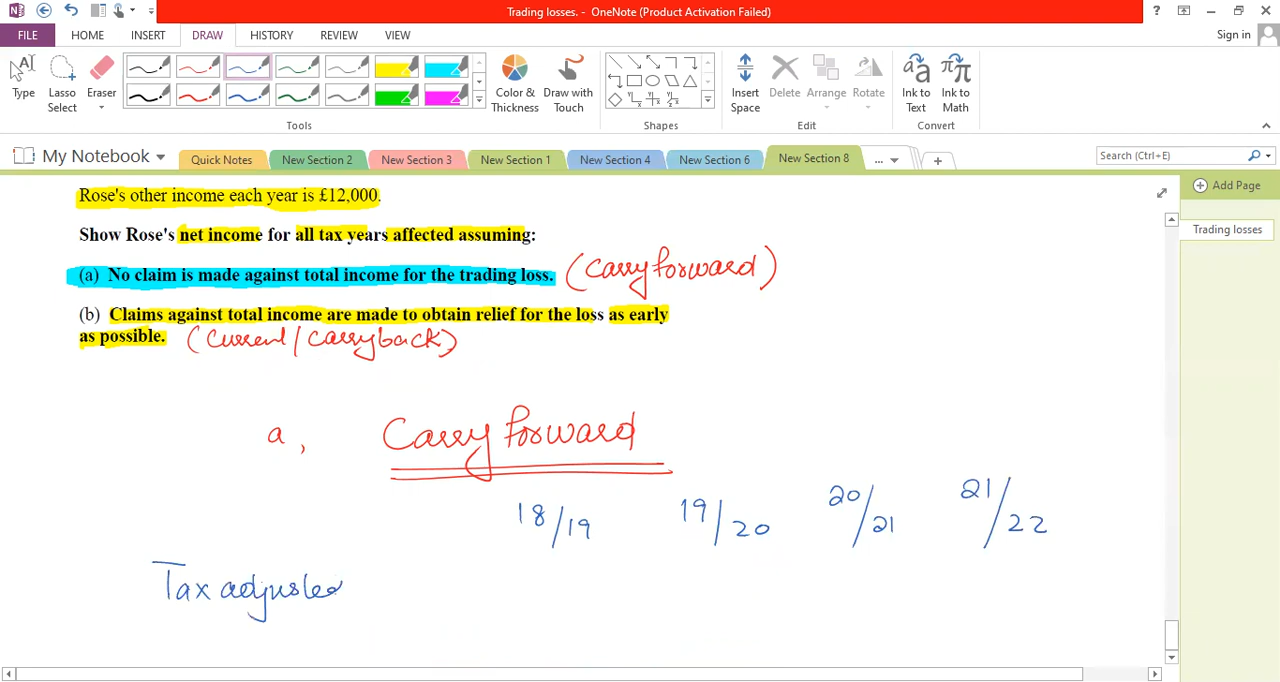 Trading losses. - OneNote (Product Activation Failed)
FILE HOME INSERT DRAW HISTORY REVIEW VIEW
Sign in
Type
Lasso Select
Eraser
Color & Thickness
Draw with Touch
Insert Space
Delete
Arrange
Rotate
Ink to Text
Ink to Math
Tools
Shapes
Edit
Convert
My Notebook
Quick Notes
New Section 2
New Section 3
New Section 1
New Section 4
New Section 6
New Section 8
...
Search (Ctrl+E)
Add Page
Trading losses
Rose's other income each year is £12,000.
Show Rose's net income for all tax years affected assuming:
(a) No claim is made against total income for the trading loss. (Carryforward)
(b) Claims against total income are made to obtain relief for the loss as early
as possible. (Current/Carryback)
a, Carry forward
18/19 19/20 20/21 21/22
Tax adjusted